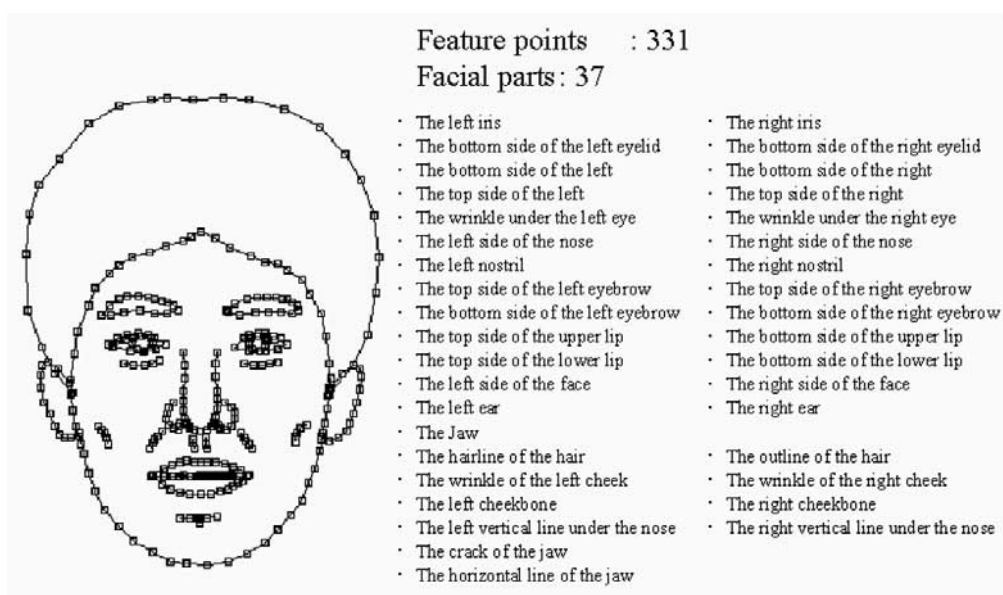 Feature points : 331
Facial parts : 37
· The left iris
· The bottom side of the left eyelid
· The bottom side of the left
· The top side of the left
· The wrinkle under the left eye
· The left side of the nose
· The left nostril
· The top side of the left eyebrow
· The bottom side of the left eyebrow
· The top side of the upper lip
· The top side of the lower lip
· The left side of the face
· The left ear
· The Jaw
· The hairline of the hair
· The wrinkle of the left cheek
· The left cheekbone
· The left vertical line under the nose
· The crack of the jaw
· The horizontal line of the jaw
· The right iris
· The bottom side of the right eyelid
· The bottom side of the right
· The top side of the right
· The wrinkle under the right eye
· The right side of the nose
· The right nostril
· The top side of the right eyebrow
· The bottom side of the right eyebrow
· The bottom side of the upper lip
· The bottom side of the lower lip
· The right side of the face
· The right ear
· The outline of the hair
· The wrinkle of the right cheek
· The right cheekbone
· The right vertical line under the nose